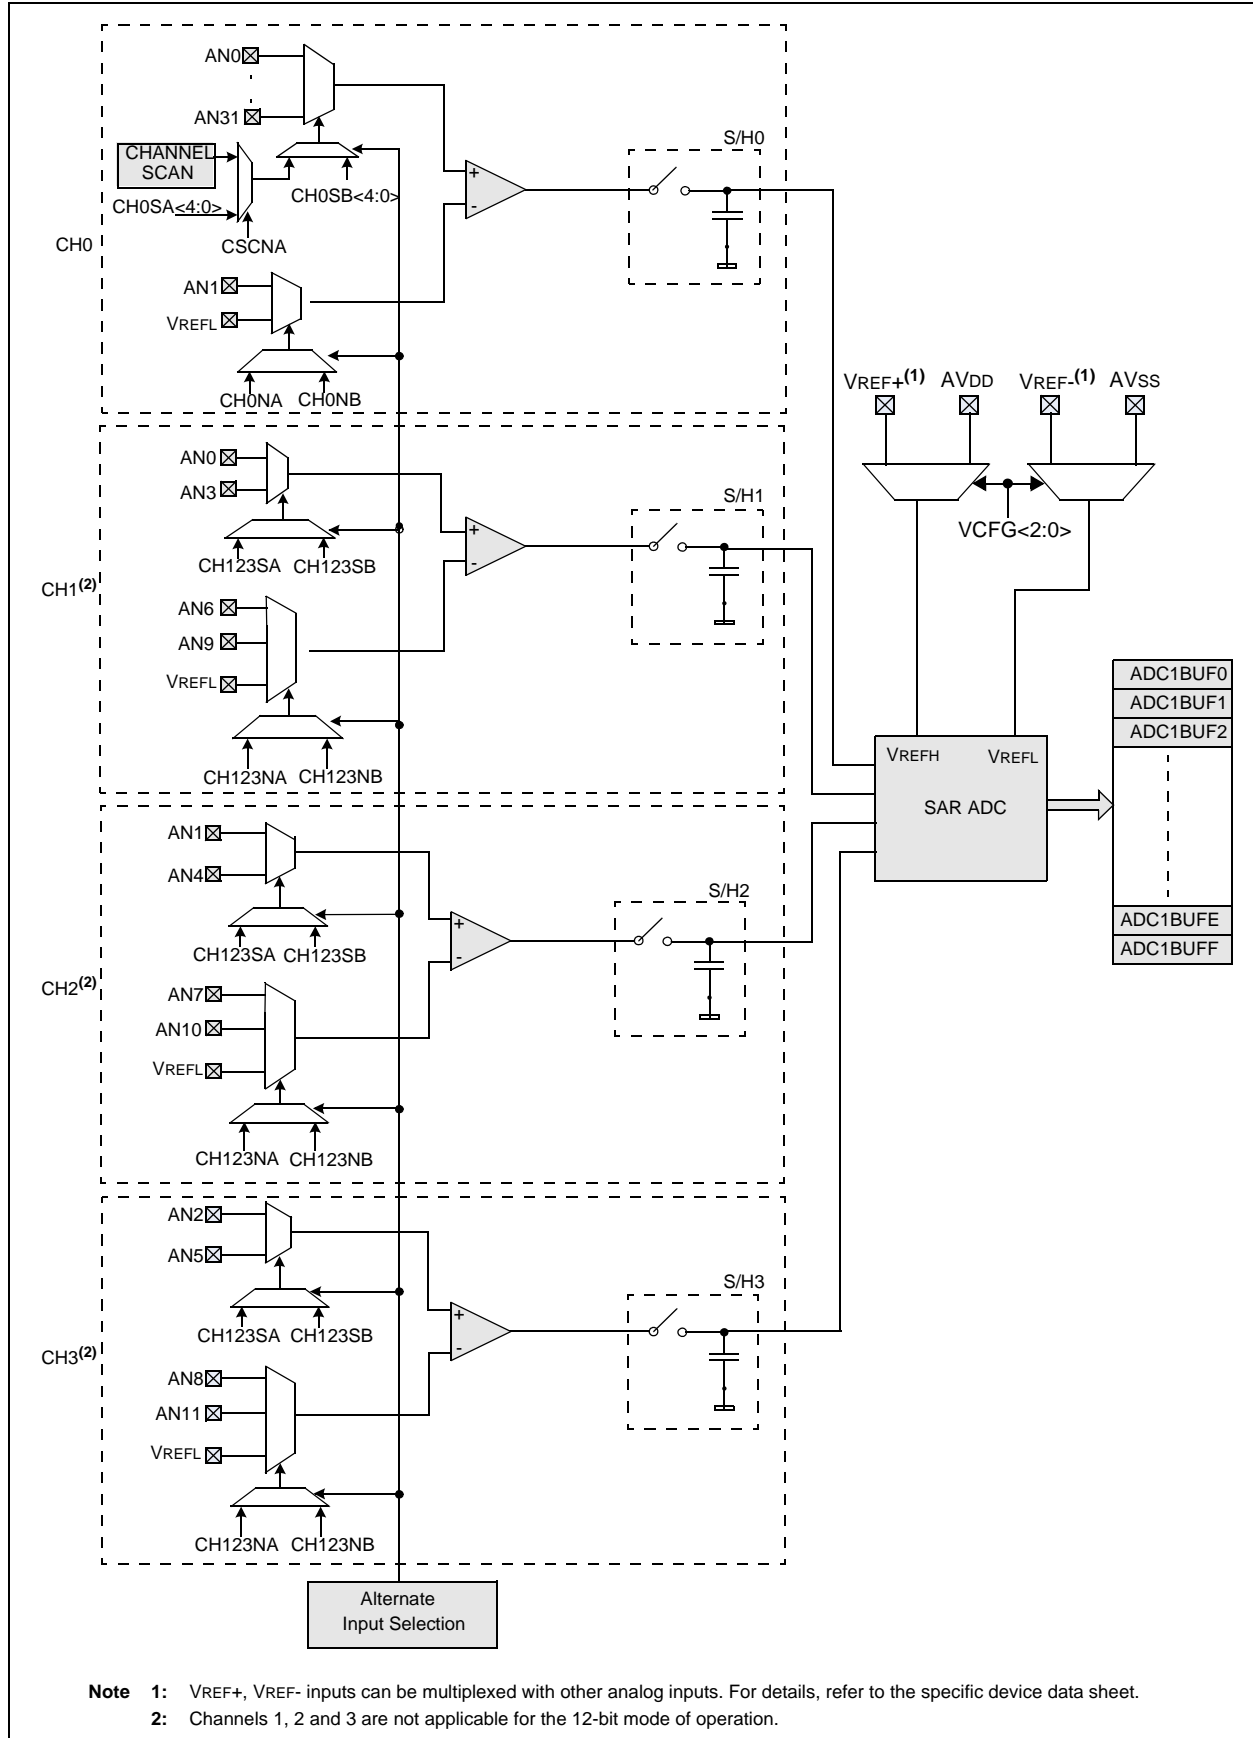 AN0
AN31
CHANNEL
SCAN
CH0SA<4:0>
CH0SB<4:0>
CSCNA
CH0
+
-
S/H0
AN1
VREFL
CH0NA
CH0NB
VREF+(1)
AVDD
VREF-(1)
AVSS
VCFG<2:0>
AN0
AN3
CH123SA
CH123SB
+
-
S/H1
CH1(2)
AN6
AN9
VREFL
CH123NA
CH123NB
ADC1BUF0
ADC1BUF1
ADC1BUF2
VREFH
VREFL
SAR ADC
ADC1BUFE
ADC1BUFF
AN1
AN4
CH123SA
CH123SB
+
-
S/H2
CH2(2)
AN7
AN10
VREFL
CH123NA
CH123NB
AN2
AN5
CH123SA
CH123SB
+
-
S/H3
CH3(2)
AN8
AN11
VREFL
CH123NA
CH123NB
Alternate
Input Selection
Note 1: VREF+, VREF- inputs can be multiplexed with other analog inputs. For details, refer to the specific device data sheet.
2: Channels 1, 2 and 3 are not applicable for the 12-bit mode of operation.